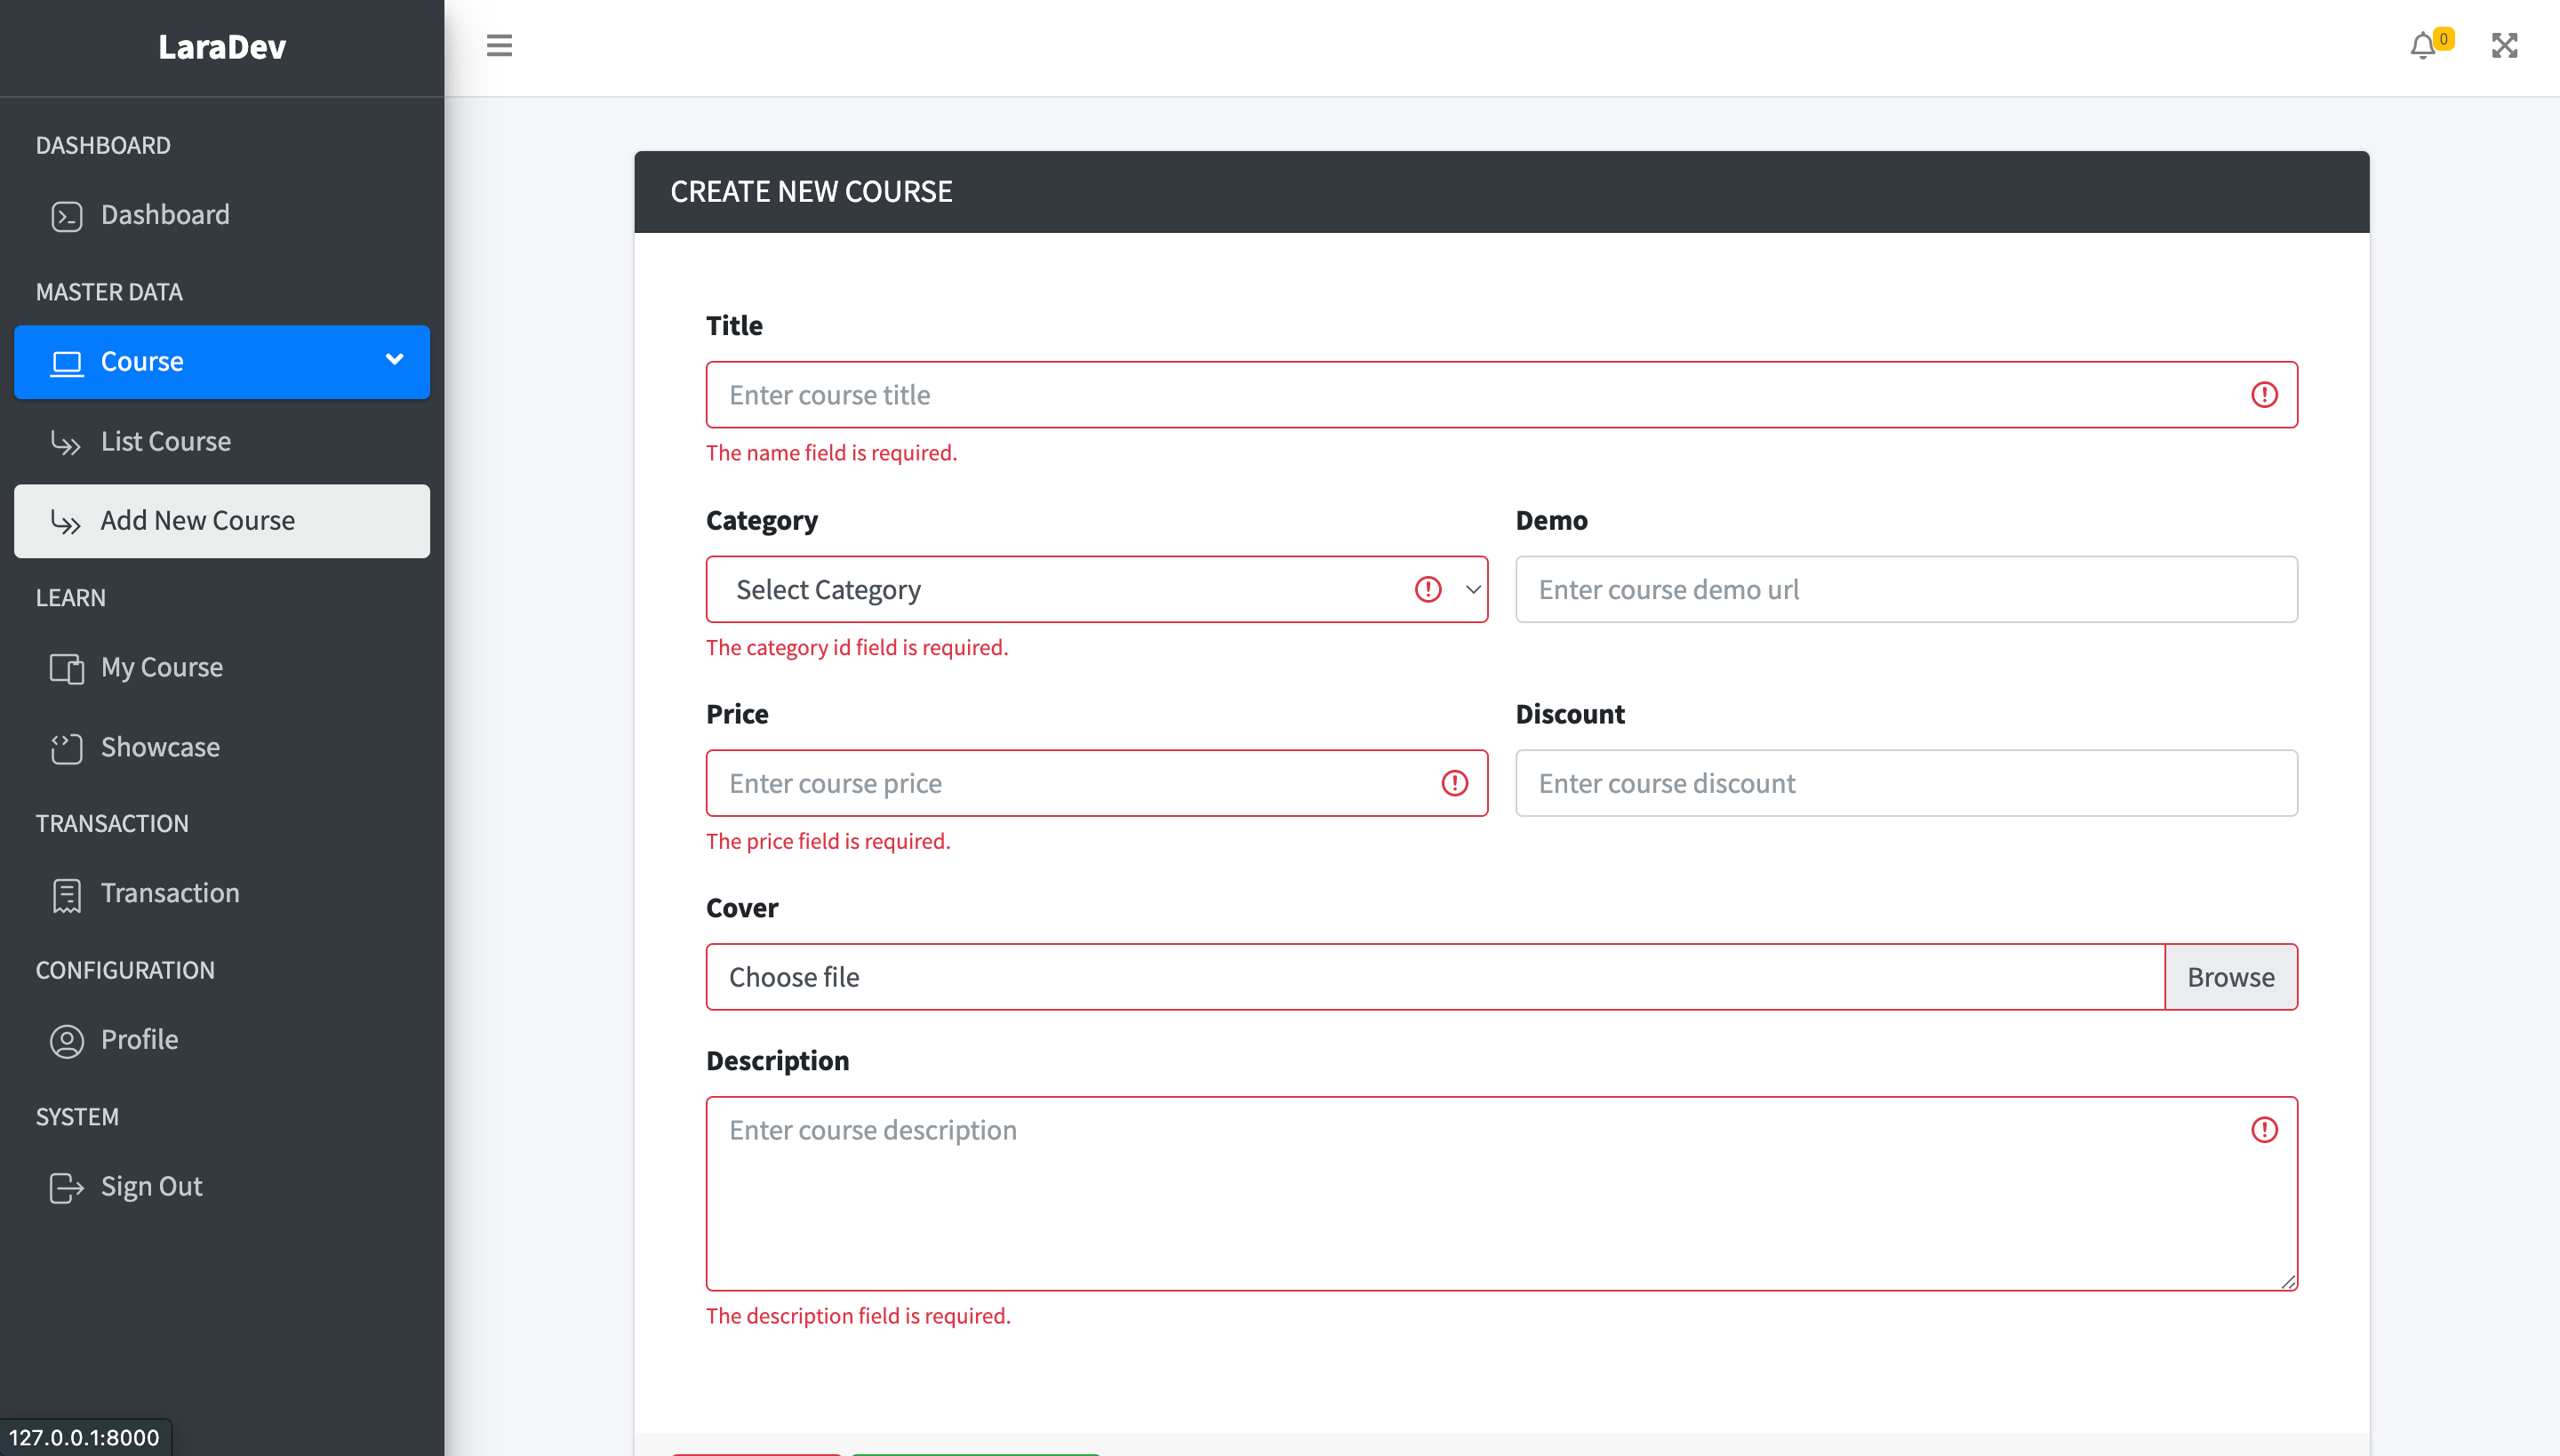 LaraDev
0
DASHBOARD
Dashboard
MASTER DATA
Course
List Course
Add New Course
LEARN
My Course
Showcase
TRANSACTION
Transaction
CONFIGURATION
Profile
SYSTEM
Sign Out
127.0.0.1:8000
CREATE NEW COURSE
Title
Enter course title
The name field is required.
Category Demo
Select Category Enter course demo url
The category id field is required.
Price Discount
Enter course price Enter course discount
The price field is required.
Cover
Choose file Browse
Description
Enter course description
The description field is required.